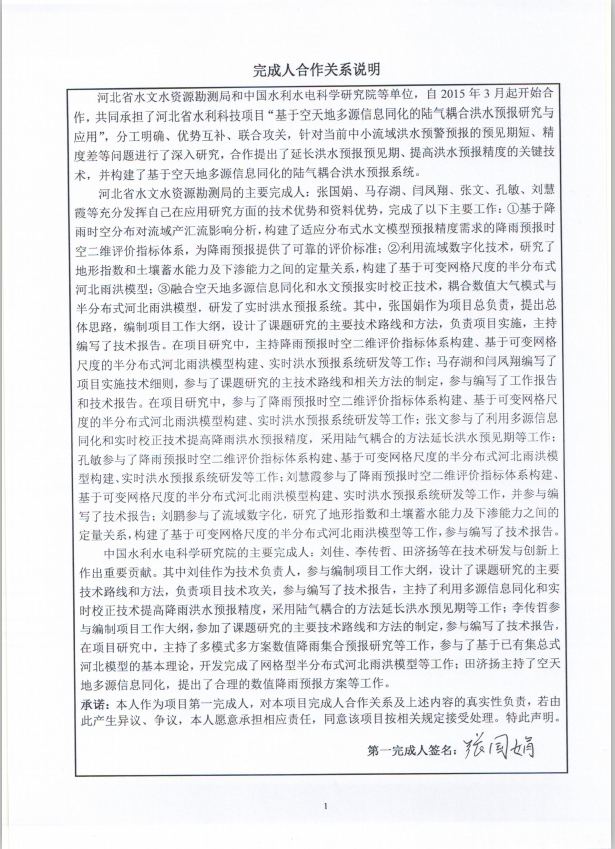 完成人合作关系说明
河北省水文水资源勘测局和中国水利水电科学研究院等单位，自 2015 年 3 月起开始合
作，共同承担了河北省水利科技项目“基于空天地多源信息同化的陆气耦合洪水预报研究与
应用”，分工明确、优势互补、联合攻关，针对当前中小流域洪水预警预报的预见期短、精
度差等问题进行了深入研究，合作提出了延长洪水预报预见期、提高洪水预报精度的关键技
术，并构建了基于空天地多源信息同化的陆气耦合洪水预报系统。
河北省水文水资源勘测局的主要完成人：张国娟、马存湖、闫凤翔、张文、孔敏、刘慧
霞等充分发挥自己在应用研究方面的技术优势和资料优势，完成了以下主要工作：①基于降
雨时空分布对流域产汇流影响分析，构建了适应分布式水文模型预报精度需求的降雨预报时
空二维评价指标体系，为降雨预报提供了可靠的评价标准；②利用流域数字化技术，研究了
地形指数和土壤蓄水能力及下渗能力之间的定量关系，构建了基于可变网格尺度的半分布式
河北雨洪模型；③融合空天地多源信息同化和水文预报实时校正技术，耦合数值大气模式与
半分布式河北雨洪模型，研发了实时洪水预报系统。其中，张国娟作为项目总负责，提出总
体思路，编制项目工作大纲，设计了课题研究的主要技术路线和方法，负责项目实施，主持
编写了技术报告。在项目研究中，主持降雨预报时空二维评价指标体系构建、基于可变网格
尺度的半分布式河北雨洪模型构建、实时洪水预报系统研发等工作；马存湖和闫凤翔编写了
项目实施技术细则，参与了课题研究的主技术路线和相关方法的制定，参与编写了工作报告
和技术报告。在项目研究中，参与了降雨预报时空二维评价指标体系构建、基于可变网格尺
度的半分布式河北雨洪模型构建、实时洪水预报系统研发等工作；张文参与了利用多源信息
同化和实时校正技术提高降雨洪水预报精度，采用陆气耦合的方法延长洪水预见期等工作；
孔敏参与了降雨预报时空二维评价指标体系构建、基于可变网格尺度的半分布式河北雨洪模
型构建、实时洪水预报系统研发等工作；刘慧霞参与了降雨预报时空二维评价指标体系构建、
基于可变网格尺度的半分布式河北雨洪模型构建、实时洪水预报系统研发等工作，并参与编
写了技术报告；刘鹏参与了流域数字化，研究了地形指数和土壤蓄水能力及下渗能力之间的
定量关系，构建了基于可变网格尺度的半分布式河北雨洪模型等工作，参与编写了技术报告。
中国水利水电科学研究院的主要完成人：刘佳、李传哲、田济扬等在技术研发与创新上
作出重要贡献。其中刘佳作为技术负责人，参与编制项目工作大纲，设计了课题研究的主要
技术路线和方法，负责项目技术攻关，参与编写了技术报告，主持了利用多源信息同化和实
时校正技术提高降雨洪水预报精度，采用陆气耦合的方法延长洪水预见期等工作；李传哲参
与编制项目工作大纲，参加了课题研究的主要技术路线和方法的制定，参与编写了技术报告，
在项目研究中，主持了多模式多方案数值降雨集合预报研究等工作，参与了基于已有集总式
河北模型的基本理论，开发完成了网格型半分布式河北雨洪模型等工作；田济扬主持了空天
地多源信息同化，提出了合理的数值降雨预报方案等工作。
承诺：本人作为项目第一完成人，对本项目完成人合作关系及上述内容的真实性负责，若由
此产生异议、争议，本人愿意承担相应责任，同意该项目按相关规定接受处理。特此声明。
第一完成人签名：张国娟
1